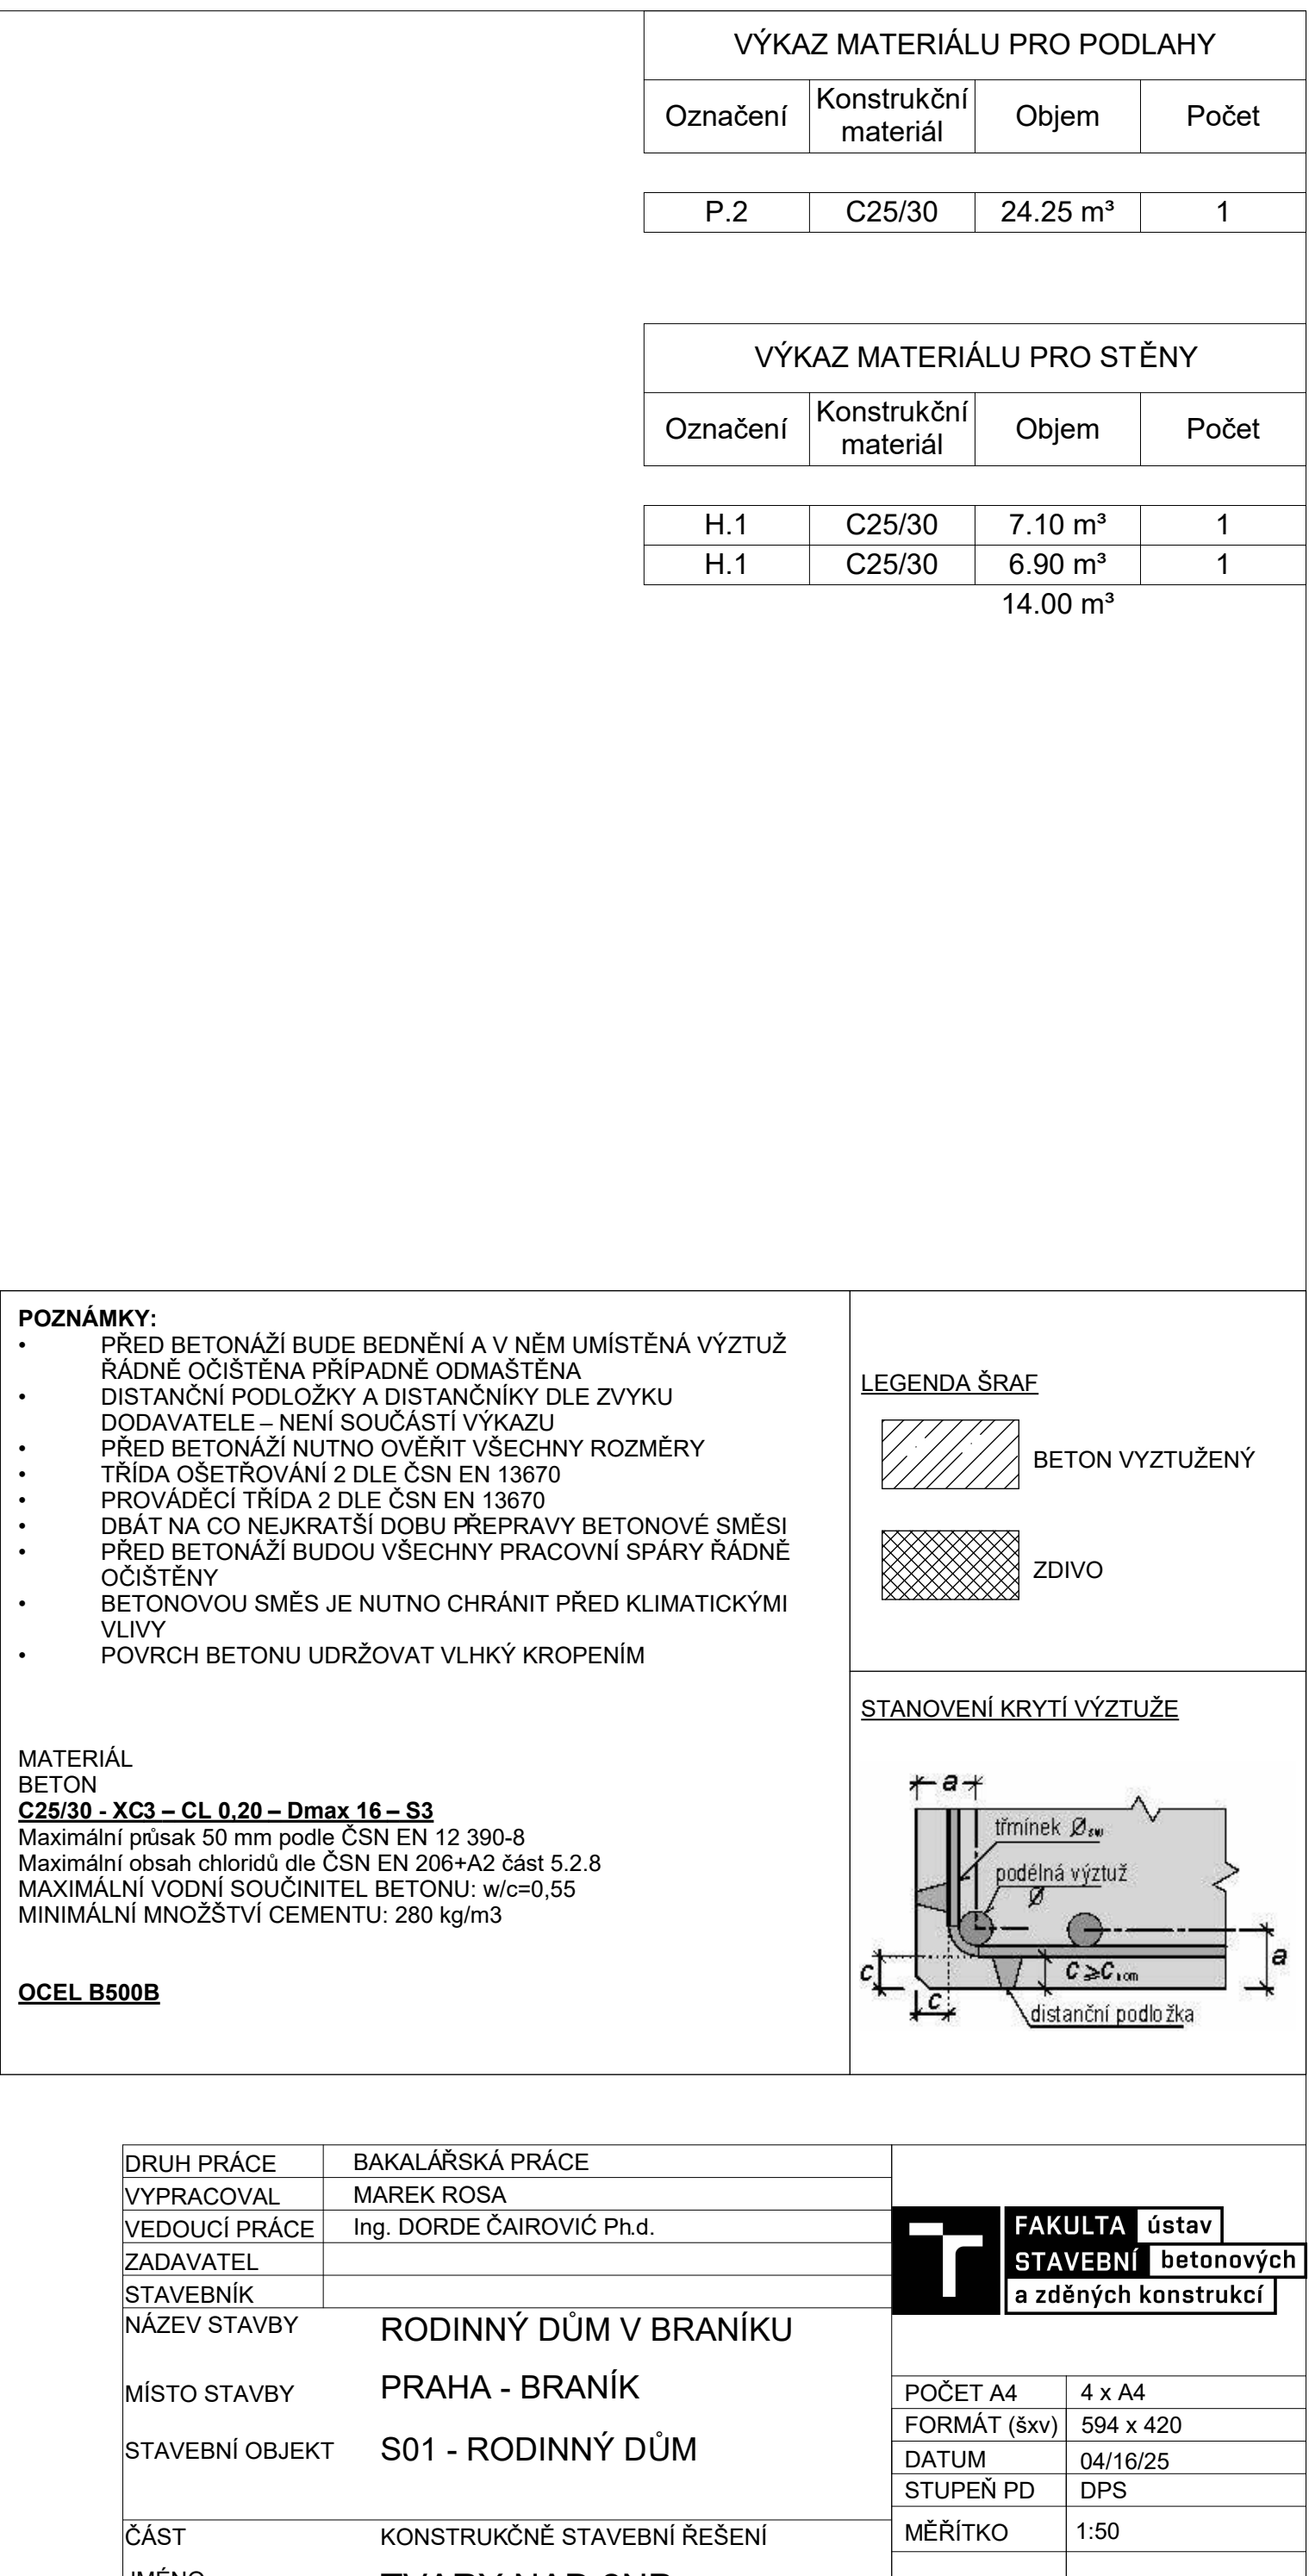 VÝKAZ MATERIÁLU PRO PODLAHY
Označení Konstrukční materiál Objem Počet
P.2 C25/30 24.25 m³ 1
VÝKAZ MATERIÁLU PRO STĚNY
Označení Konstrukční materiál Objem Počet
H.1 C25/30 7.10 m³ 1
H.1 C25/30 6.90 m³ 1
14.00 m³
POZNÁMKY:
• PŘED BETONÁŽÍ BUDE BEDNĚNÍ A V NĚM UMÍSTĚNÁ VÝZTUŽ
ŘÁDNĚ OČIŠTĚNA PŘÍPADNĚ ODMAŠTĚNA
• DISTANČNÍ PODLOŽKY A DISTANČNÍKY DLE ZVYKU
DODAVATELE – NENÍ SOUČÁSTÍ VÝKAZU
• PŘED BETONÁŽÍ NUTNO OVĚŘIT VŠECHNY ROZMĚRY
• TŘÍDA OŠETŘOVÁNÍ 2 DLE ČSN EN 13670
• PROVÁDĚCÍ TŘÍDA 2 DLE ČSN EN 13670
• DBÁT NA CO NEJKRATŠÍ DOBU PŘEPRAVY BETONOVÉ SMĚSI
• PŘED BETONÁŽÍ BUDOU VŠECHNY PRACOVNÍ SPÁRY ŘÁDNĚ
OČIŠTĚNY
• BETONOVOU SMĚS JE NUTNO CHRÁNIT PŘED KLIMATICKÝMI
VLIVY
• POVRCH BETONU UDRŽOVAT VLHKÝ KROPENÍM
MATERIÁL
BETON
C25/30 - XC3 – CL 0,20 – Dmax 16 – S3
Maximální průsak 50 mm podle ČSN EN 12 390-8
Maximální obsah chloridů dle ČSN EN 206+A2 část 5.2.8
MAXIMÁLNÍ VODNÍ SOUČINITEL BETONU: w/c=0,55
MINIMÁLNÍ MNOŽŠTVÍ CEMENTU: 280 kg/m3
OCEL B500B
LEGENDA ŠRAF
BETON VYZTUŽENÝ
ZDIVO
STANOVENÍ KRYTÍ VÝZTUŽE
a
třmínek Øsw
podélná výztuž
Ø
a
c
c ≥ Cnom
c
distanční podložka
DRUH PRÁCE BAKALÁŘSKÁ PRÁCE
VYPRACOVAL MAREK ROSA
VEDOUCÍ PRÁCE Ing. DORDE ČAIROVIĆ Ph.d.
ZADAVATEL
STAVEBNÍK
NÁZEV STAVBY RODINNÝ DŮM V BRANÍKU
MÍSTO STAVBY PRAHA - BRANÍK
STAVEBNÍ OBJEKT S01 - RODINNÝ DŮM
ČÁST KONSTRUKČNĚ STAVEBNÍ ŘEŠENÍ
FAKULTA ústav
STAVEBNÍ betonových
a zděných konstrukcí
POČET A4 4 x A4
FORMÁT (šxv) 594 x 420
DATUM 04/16/25
STUPEŇ PD DPS
MĚŘÍTKO 1:50